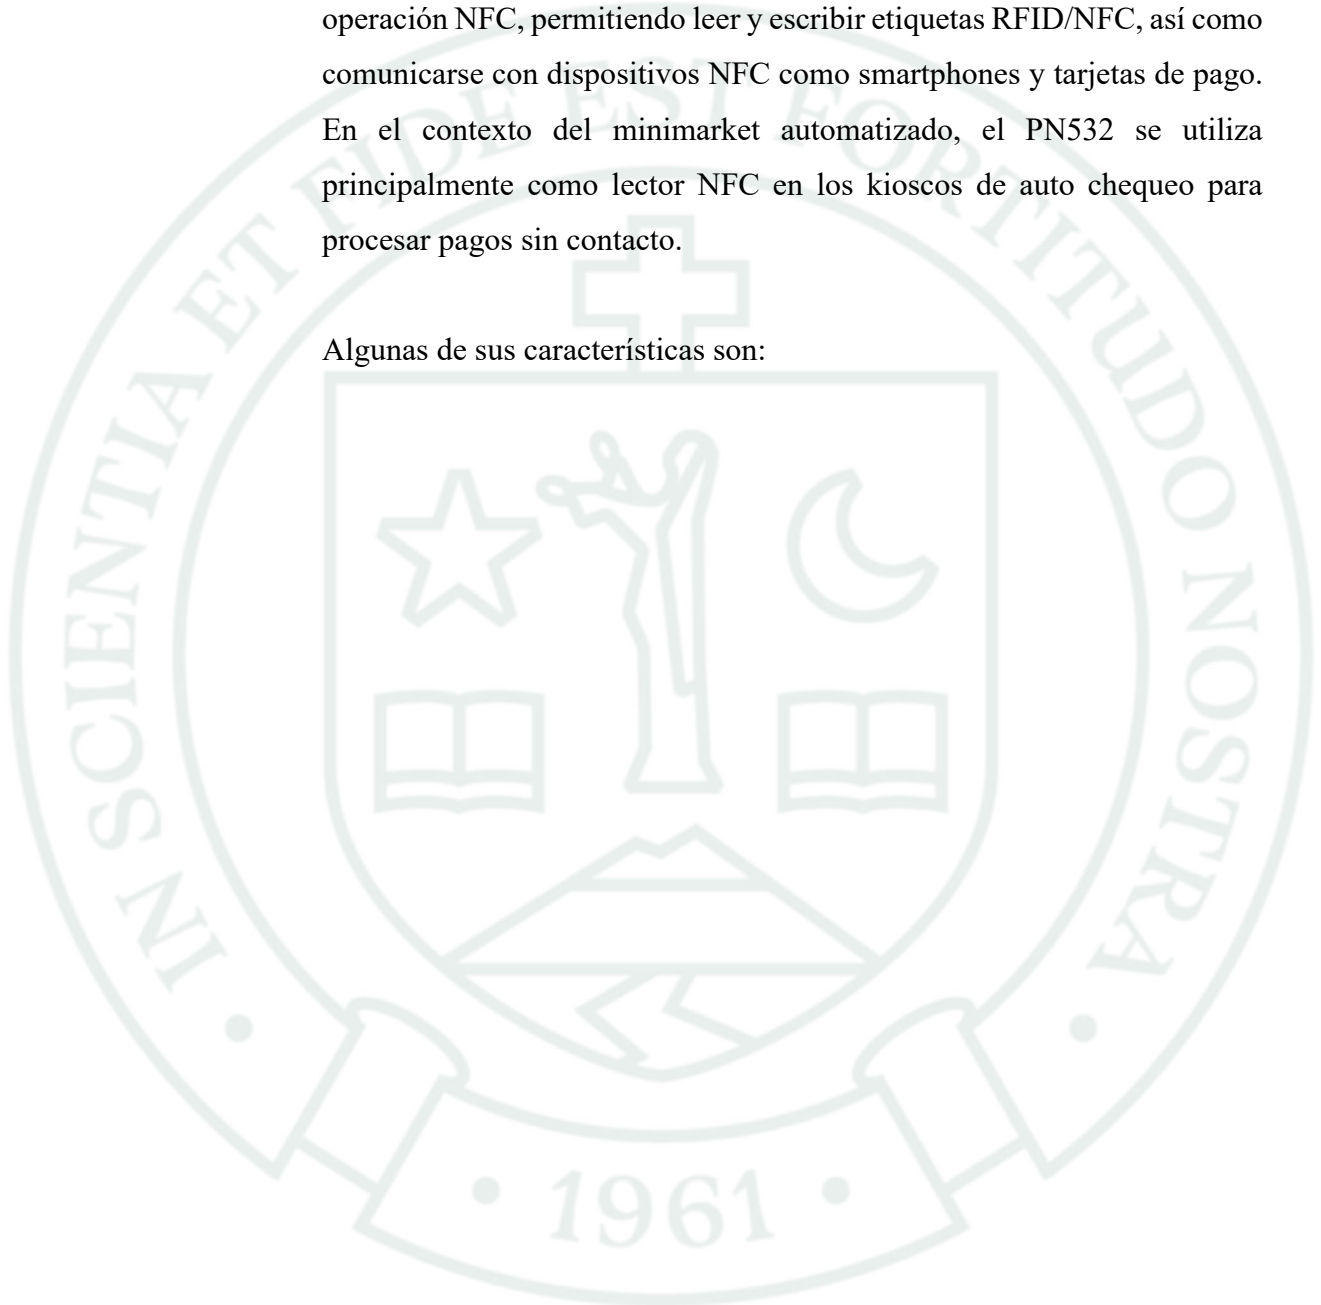 operación NFC, permitiendo leer y escribir etiquetas RFID/NFC, así como
comunicarse con dispositivos NFC como smartphones y tarjetas de pago.
En el contexto del minimarket automatizado, el PN532 se utiliza
principalmente como lector NFC en los kioscos de auto chequeo para
procesar pagos sin contacto.
Algunas de sus características son:
IN SCIENTIA ET FIDE EST FORTITUDO NOSTRA
• 1961 •